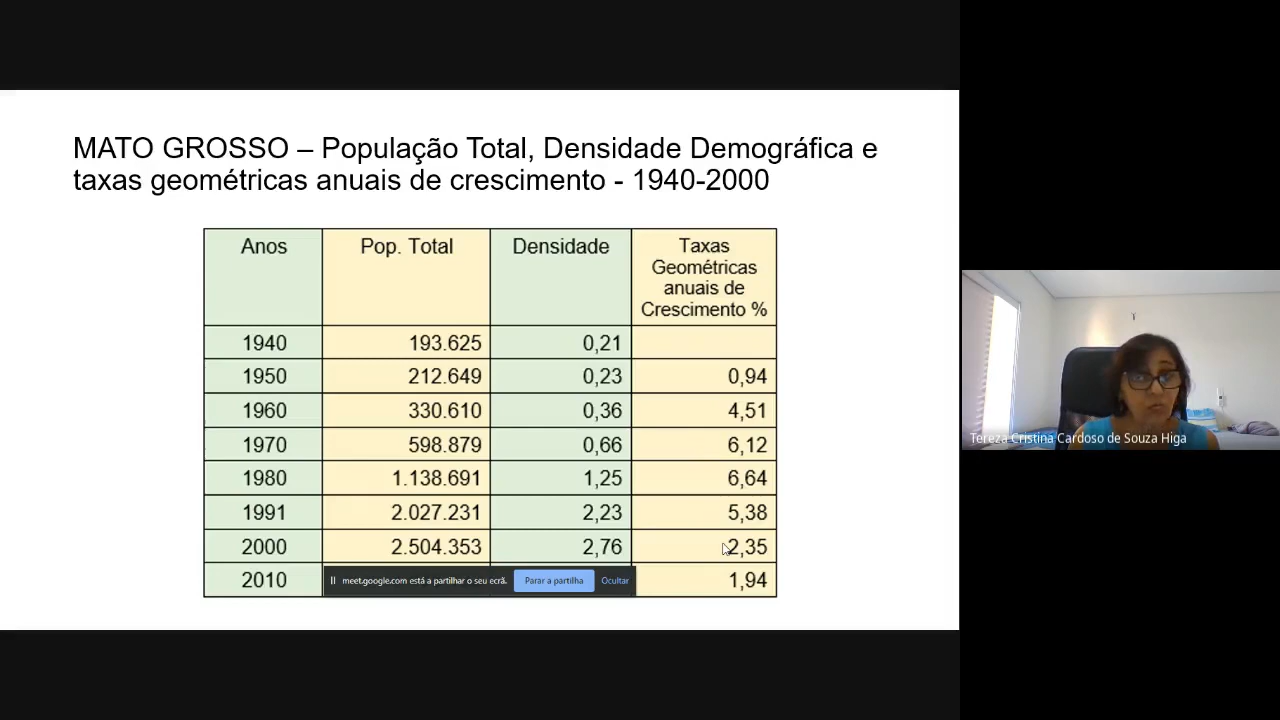 MATO GROSSO – População Total, Densidade Demográfica e
taxas geométricas anuais de crescimento - 1940-2000
Anos Pop. Total Densidade Taxas
Geométricas
anuais de
Crescimento %
1940 193.625 0,21
1950 212.649 0,23 0,94
1960 330.610 0,36 4,51
1970 598.879 0,66 6,12
1980 1.138.691 1,25 6,64
1991 2.027.231 2,23 5,38
2000 2.504.353 2,76 2,35
2010 1,94
meet.google.com está a partilhar o seu ecrã. Parar a partilha Ocultar
Tereza Cristina Cardoso de Souza Higa